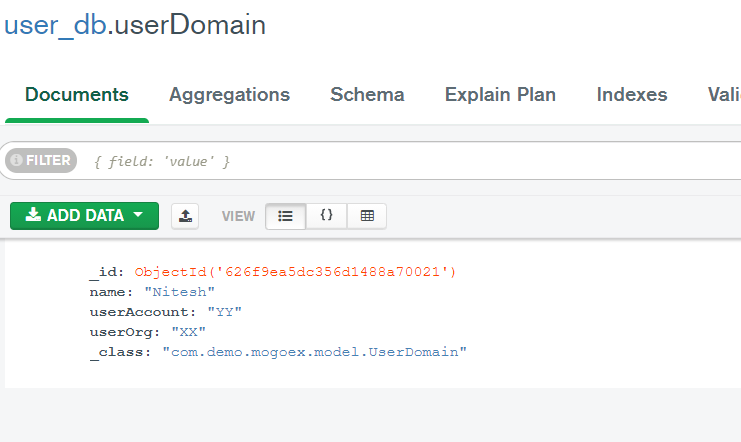 user_db.userDomain
Documents Aggregations Schema Explain Plan Indexes Vali
FILTER { field: 'value' }
ADD DATA VIEW {}
_id: ObjectId('626f9ea5dc356d1488a70021')
name: "Nitesh"
userAccount: "YY"
userOrg: "XX"
_class: "com.demo.mogoex.model.UserDomain"